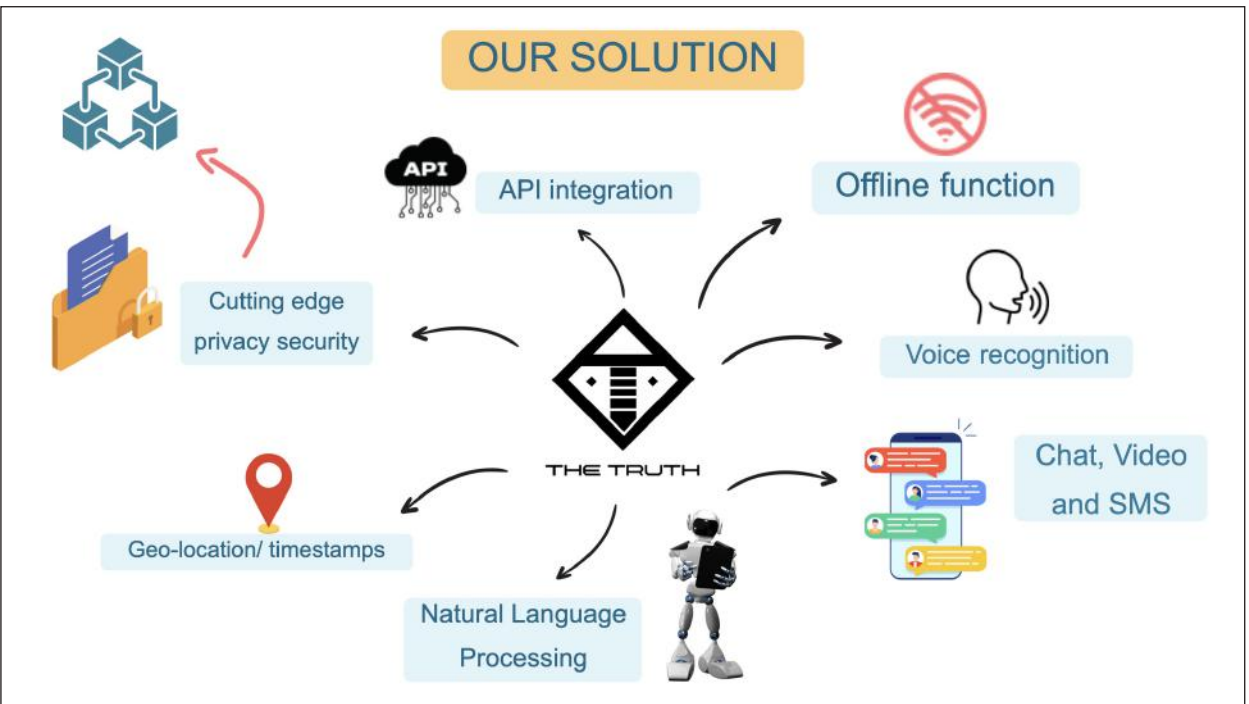 OUR SOLUTION
API
API integration
Offline function
Cutting edge
privacy security
Voice recognition
THE TRUTH
Chat, Video
and SMS
Geo-location/ timestamps
Natural Language
Processing